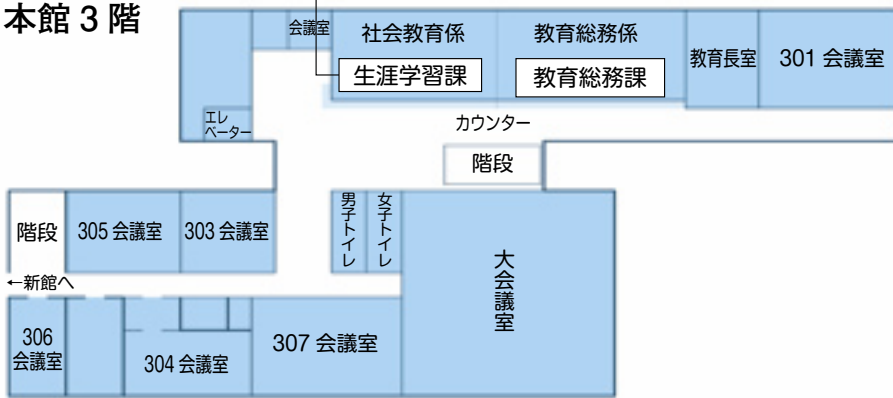 本館3階
会議室
社会教育係
教育総務係
生涯学習課
教育総務課
教育長室
301 会議室
エレ
ベーター
カウンター
階段
階段
305 会議室
303 会議室
男子トイレ
女子トイレ
大会議室
←新館へ
306
会議室
304 会議室
307 会議室